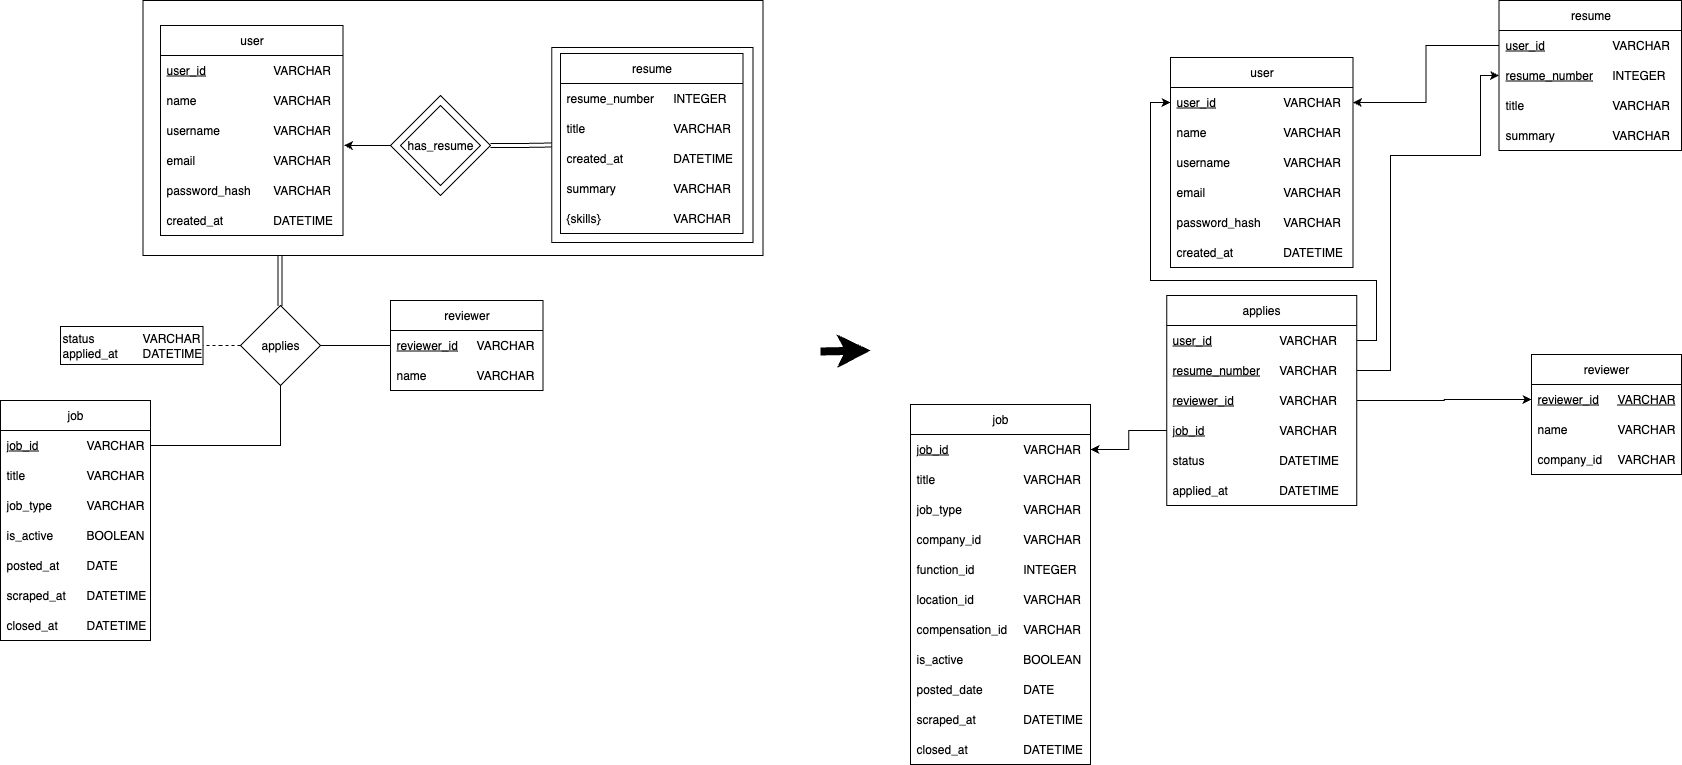 user
user_id VARCHAR
name VARCHAR
username VARCHAR
email VARCHAR
password_hash VARCHAR
created_at DATETIME
has_resume
resume
resume_number INTEGER
title VARCHAR
created_at DATETIME
summary VARCHAR
{skills} VARCHAR
status VARCHAR
applied_at DATETIME
applies
reviewer
reviewer_id VARCHAR
name VARCHAR
job
job_id VARCHAR
title VARCHAR
job_type VARCHAR
is_active BOOLEAN
posted_at DATE
scraped_at DATETIME
closed_at DATETIME
user
user_id VARCHAR
name VARCHAR
username VARCHAR
email VARCHAR
password_hash VARCHAR
created_at DATETIME
resume
user_id VARCHAR
resume_number INTEGER
title VARCHAR
summary VARCHAR
applies
user_id VARCHAR
resume_number VARCHAR
reviewer_id VARCHAR
job_id VARCHAR
status DATETIME
applied_at DATETIME
reviewer
reviewer_id VARCHAR
name VARCHAR
company_id VARCHAR
job
job_id VARCHAR
title VARCHAR
job_type VARCHAR
company_id VARCHAR
function_id INTEGER
location_id VARCHAR
compensation_id VARCHAR
is_active BOOLEAN
posted_date DATE
scraped_at DATETIME
closed_at DATETIME